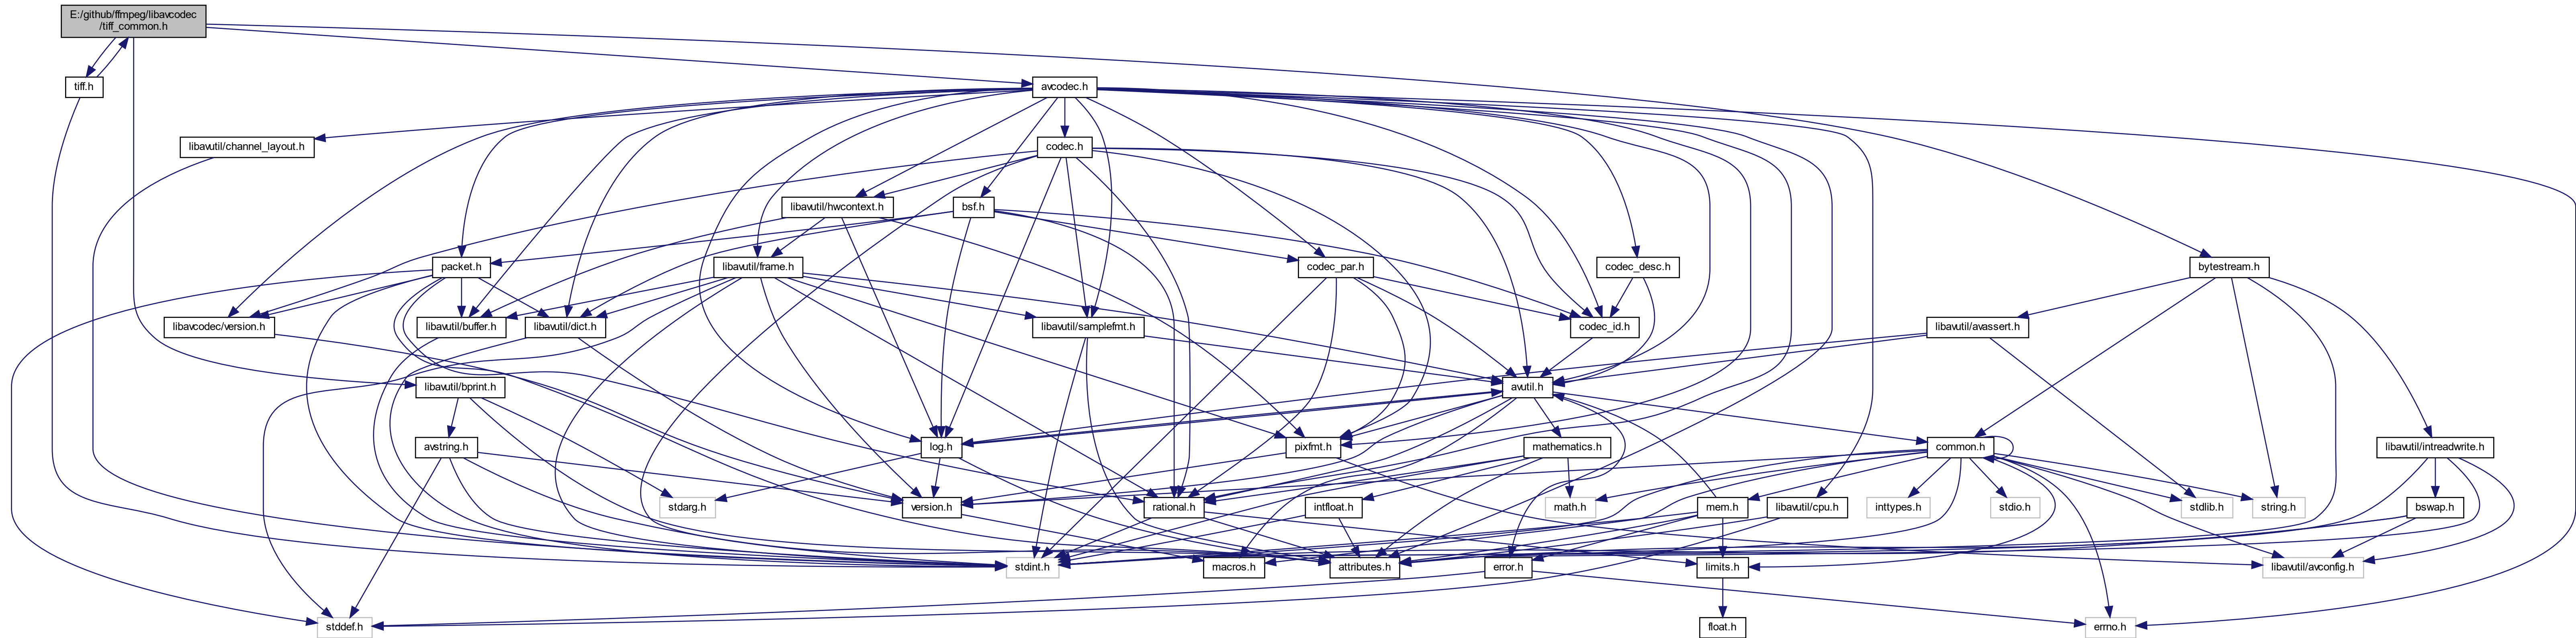 E:/github/ffmpeg/libavcodec
/tiff_common.h
tiff.h
avcodec.h
libavutil/channel_layout.h
codec.h
libavutil/hwcontext.h
bsf.h
packet.h
libavutil/frame.h
codec_par.h
codec_desc.h
bytestream.h
libavcodec/version.h
libavutil/buffer.h
libavutil/dict.h
libavutil/samplefmt.h
codec_id.h
libavutil/avassert.h
libavutil/bprint.h
avutil.h
avstring.h
log.h
pixfmt.h
mathematics.h
common.h
libavutil/intreadwrite.h
stdarg.h
version.h
rational.h
intfloat.h
math.h
mem.h
libavutil/cpu.h
inttypes.h
stdio.h
stdlib.h
string.h
bswap.h
stdint.h
macros.h
attributes.h
error.h
limits.h
libavutil/avconfig.h
stddef.h
float.h
errno.h